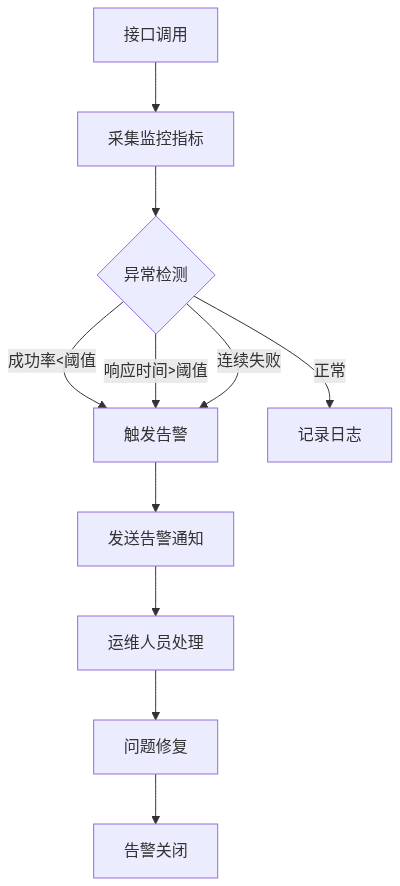 接口调用
采集监控指标
异常检测
成功率<阈值
响应时间>阈值
连续失败
正常
触发告警
记录日志
发送告警通知
运维人员处理
问题修复
告警关闭